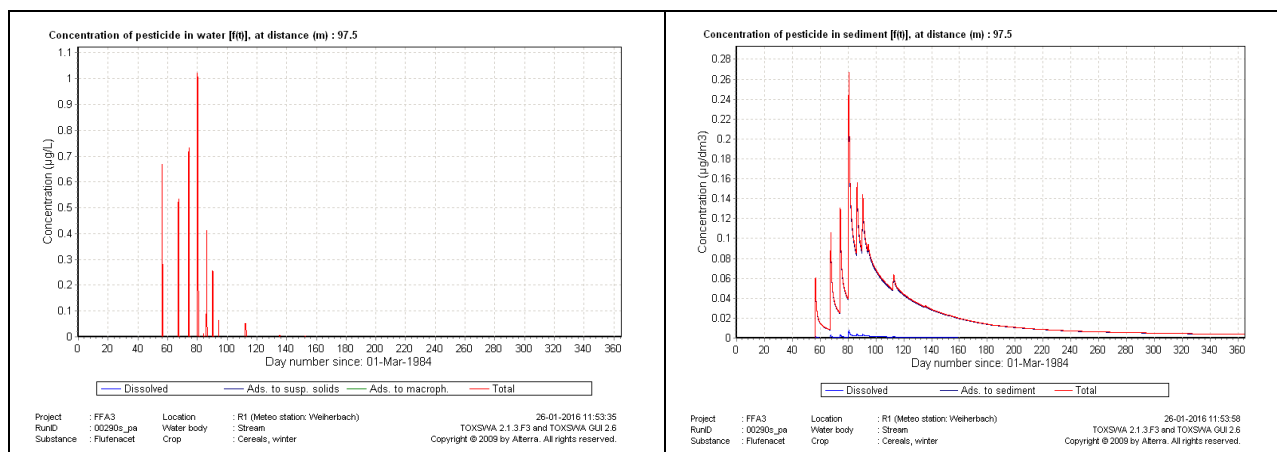 Concentration of pesticide in water [f(t)], at distance (m) : 97.5
1.1
1
0.9
0.8
0.7
0.6
0.5
0.4
0.3
0.2
0.1
0
Concentration (µg/L)
0 20 40 60 80 100 120 140 160 180 200 220 240 260 280 300 320 340 360
Day number since: 01-Mar-1984
Dissolved Ads. to susp. solids Ads. to macroph. Total
Project : FFA3 Location : R1 (Meteo station: Weiherbach) 26-01-2016 11:53:35
RunID : 00290s_pa Water body : Stream TOXSWA 2.1.3.F3 and TOXSWA GUI 2.6
Substance : Flufenacet Crop : Cereals, winter Copyright © 2009 by Alterra. All rights reserved.
Concentration of pesticide in sediment [f(t)], at distance (m) : 97.5
0.28
0.26
0.24
0.22
0.2
0.18
0.16
0.14
0.12
0.1
0.08
0.06
0.04
0.02
0
Concentration (µg/dm3)
0 20 40 60 80 100 120 140 160 180 200 220 240 260 280 300 320 340 360
Day number since: 01-Mar-1984
Dissolved Ads. to sediment Total
Project : FFA3 Location : R1 (Meteo station: Weiherbach) 26-01-2016 11:53:58
RunID : 00290s_pa Water body : Stream TOXSWA 2.1.3.F3 and TOXSWA GUI 2.6
Substance : Flufenacet Crop : Cereals, winter Copyright © 2009 by Alterra. All rights reserved.